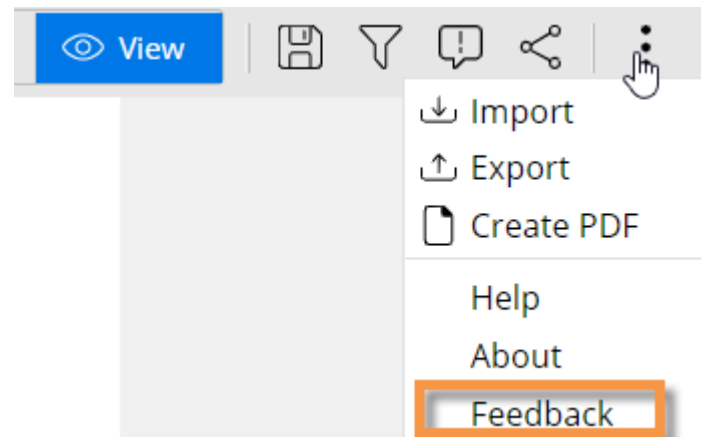 View
Import
Export
Create PDF
Help
About
Feedback